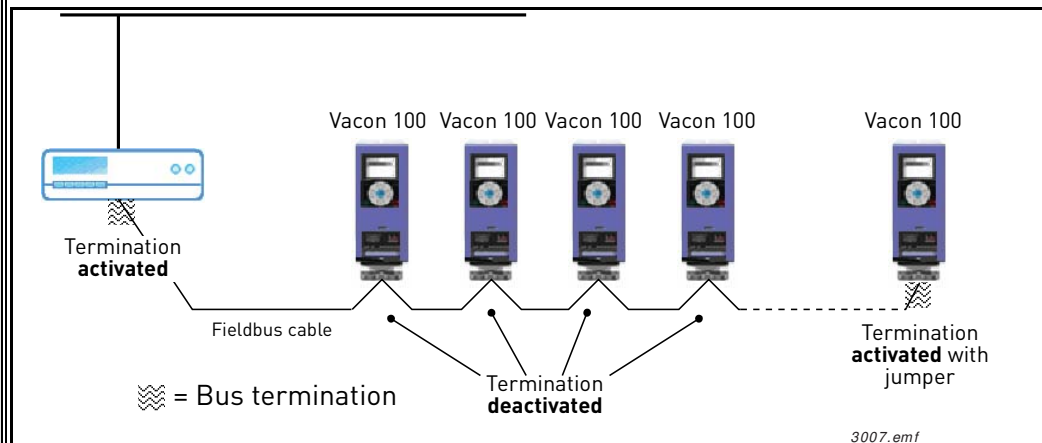 Vacon 100 Vacon 100 Vacon 100 Vacon 100 Vacon 100
Termination
activated
Fieldbus cable
Termination
deactivated
Termination
activated with
jumper
= Bus termination
3007.emf